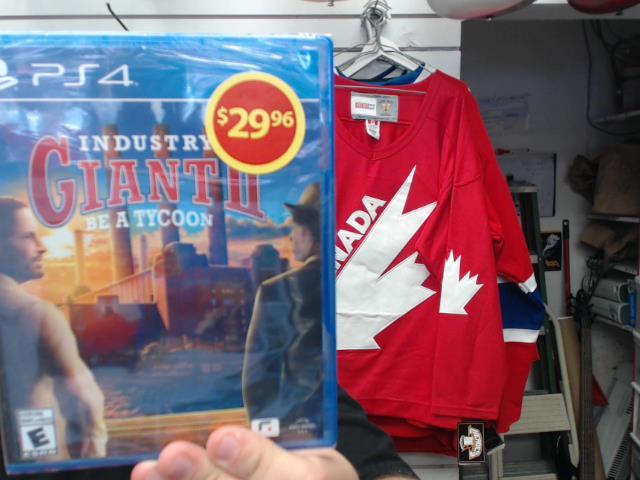 PS4
$29.96
INDUSTRY
GIANT II
BE A TYCOON
E
NADA